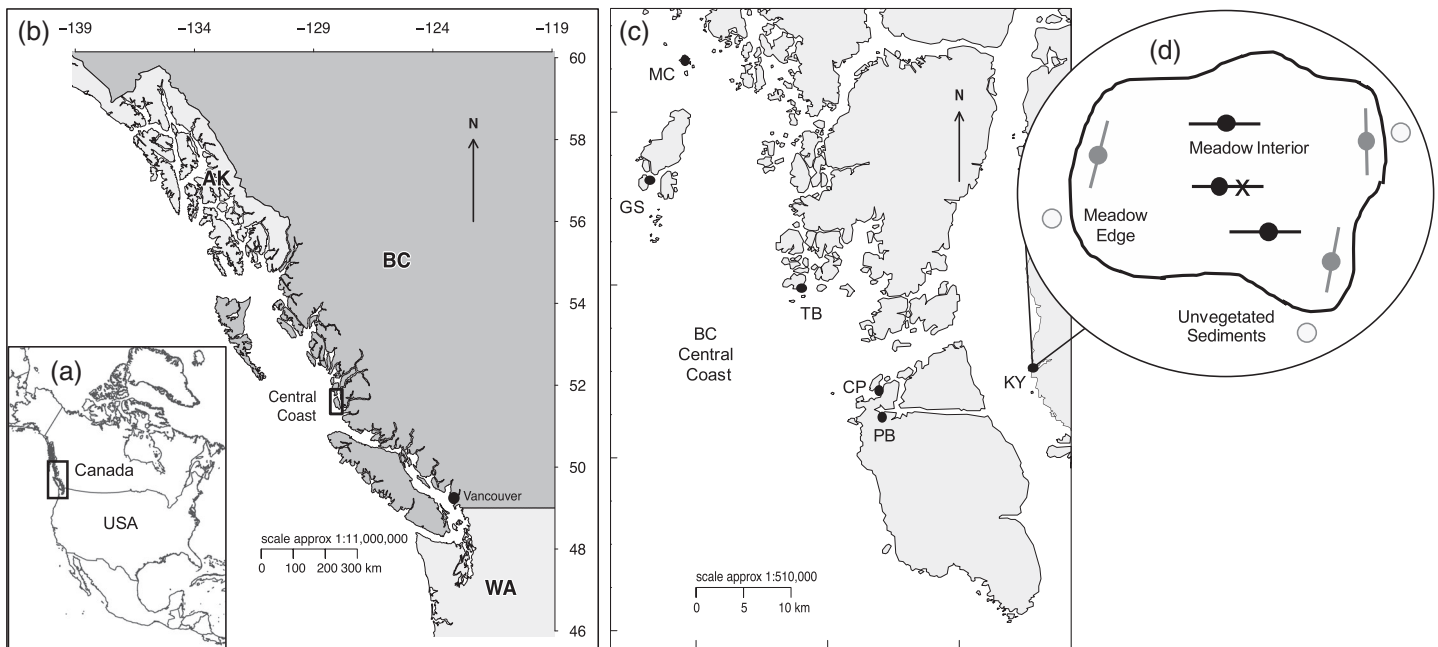 (b)
−139
−134
−128
−124
−119
60
58
56
54
52
50
48
46
N
AK
BC
Central
Coast
Vancouver
WA
scale approx 1:11,000,000
0 100 200 300 km
(a)
Canada
USA
(c)
MC
GS
TB
N
BC
Central
Coast
CP
PB
KY
scale approx 1:510,000
0 5 10 km
(d)
Meadow Interior
X
Meadow
Edge
Unvegetated
Sediments